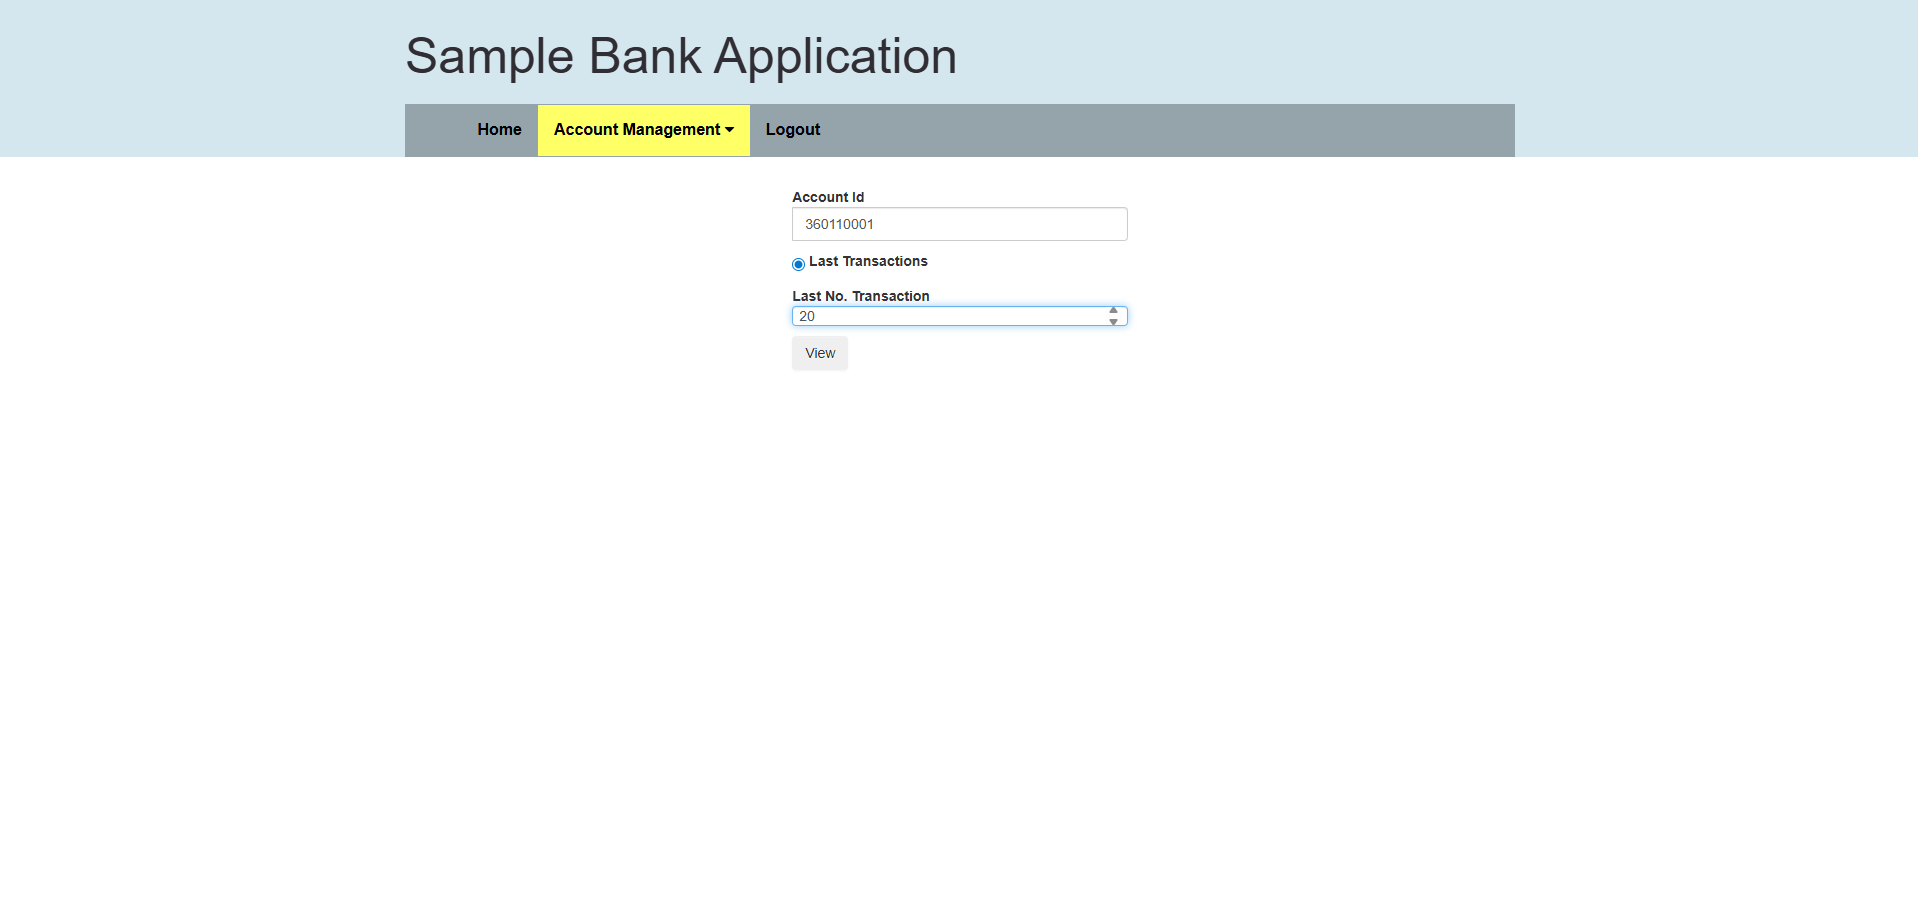 Sample Bank Application
Home Account Management Logout
Account Id
360110001
Last Transactions
Last No. Transaction
20
View